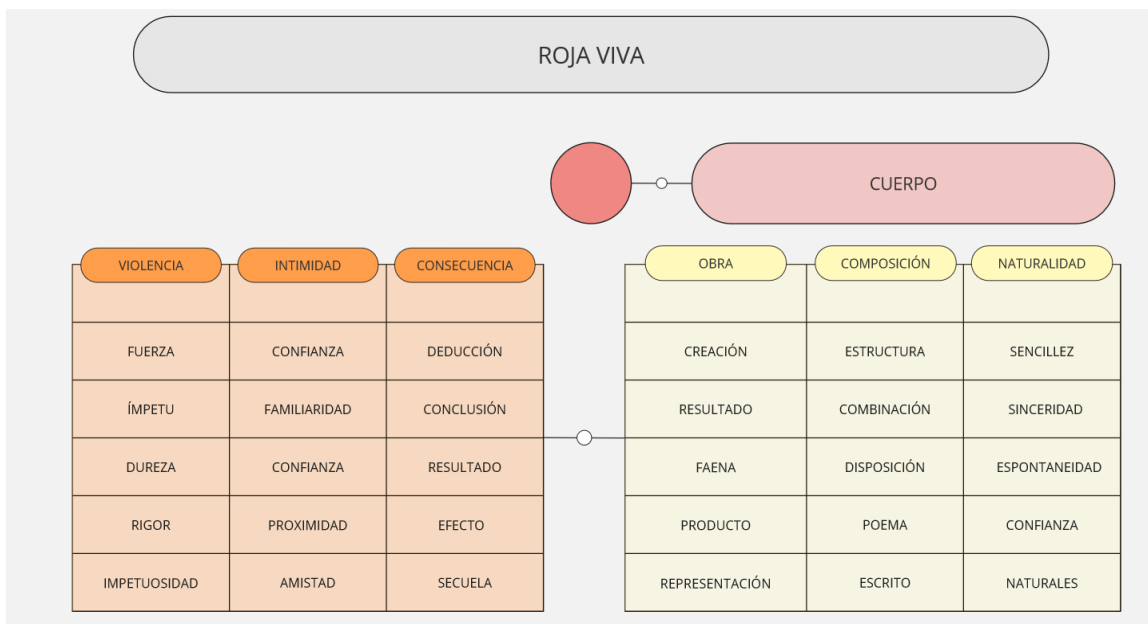 ROJA VIVA
CUERPO
VIOLENCIA INTIMIDAD CONSECUENCIA
FUERZA CONFIANZA DEDUCCIÓN
ÍMPETU FAMILIARIDAD CONCLUSIÓN
DUREZA CONFIANZA RESULTADO
RIGOR PROXIMIDAD EFECTO
IMPETUOSIDAD AMISTAD SECUELA
OBRA COMPOSICIÓN NATURALIDAD
CREACIÓN ESTRUCTURA SENCILLEZ
RESULTADO COMBINACIÓN SINCERIDAD
FAENA DISPOSICIÓN ESPONTANEIDAD
PRODUCTO POEMA CONFIANZA
REPRESENTACIÓN ESCRITO NATURALES